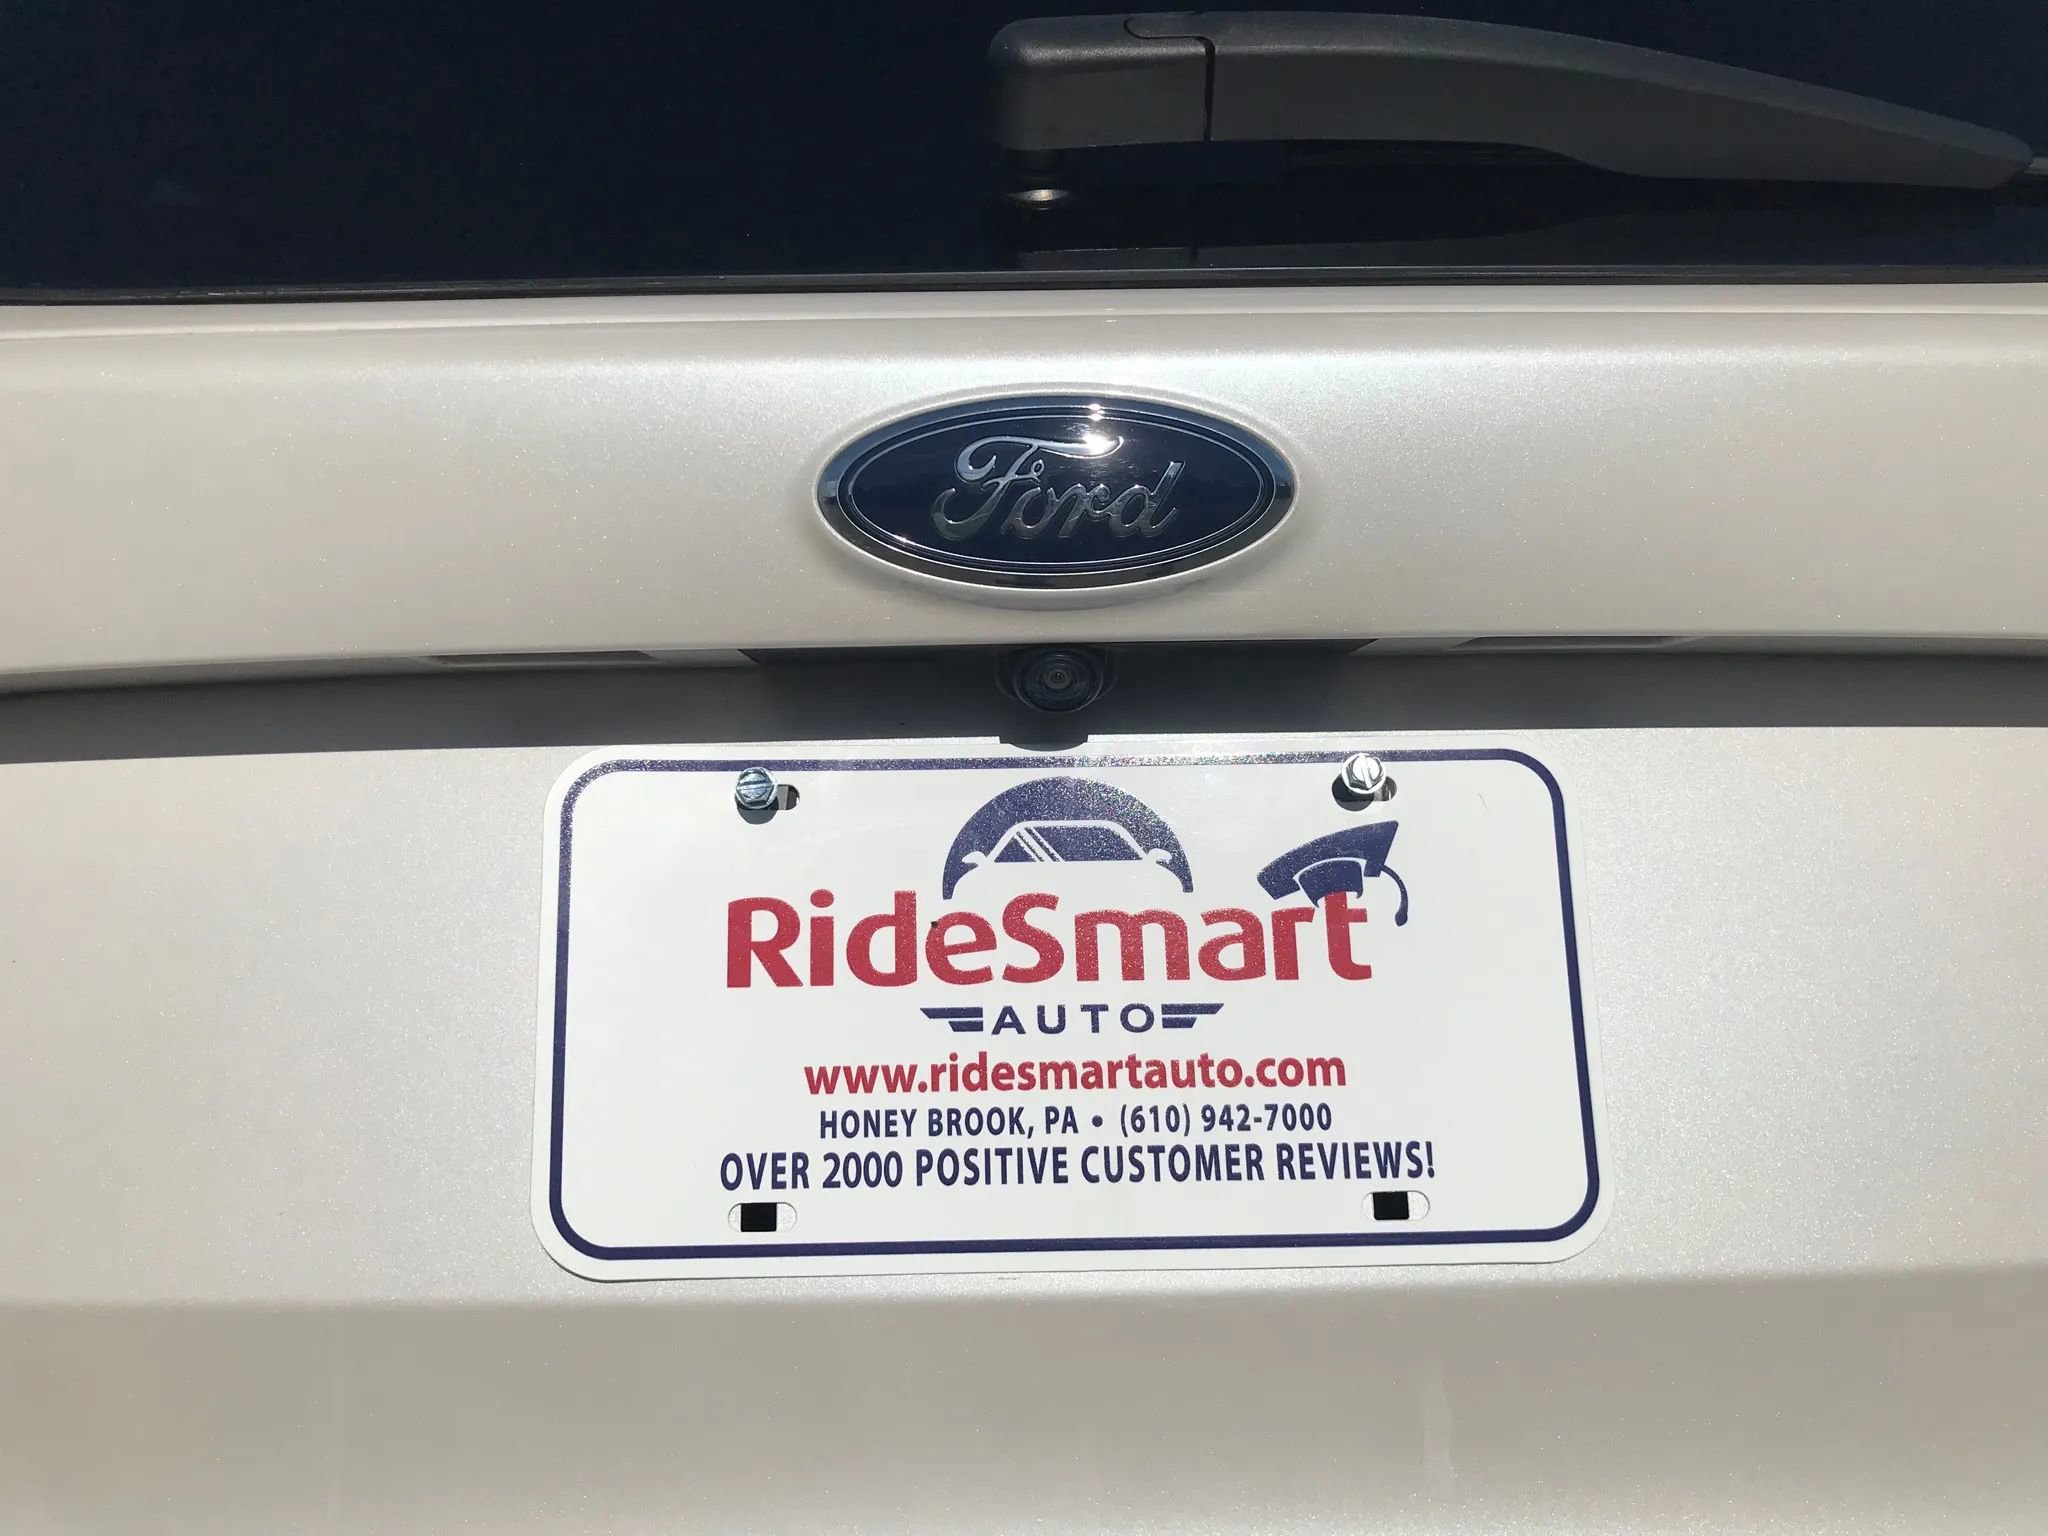 Ford
RideSmart
AUTO
www.ridesmartauto.com
HONEY BROOK, PA • (610) 942-7000
OVER 2000 POSITIVE CUSTOMER REVIEWS!